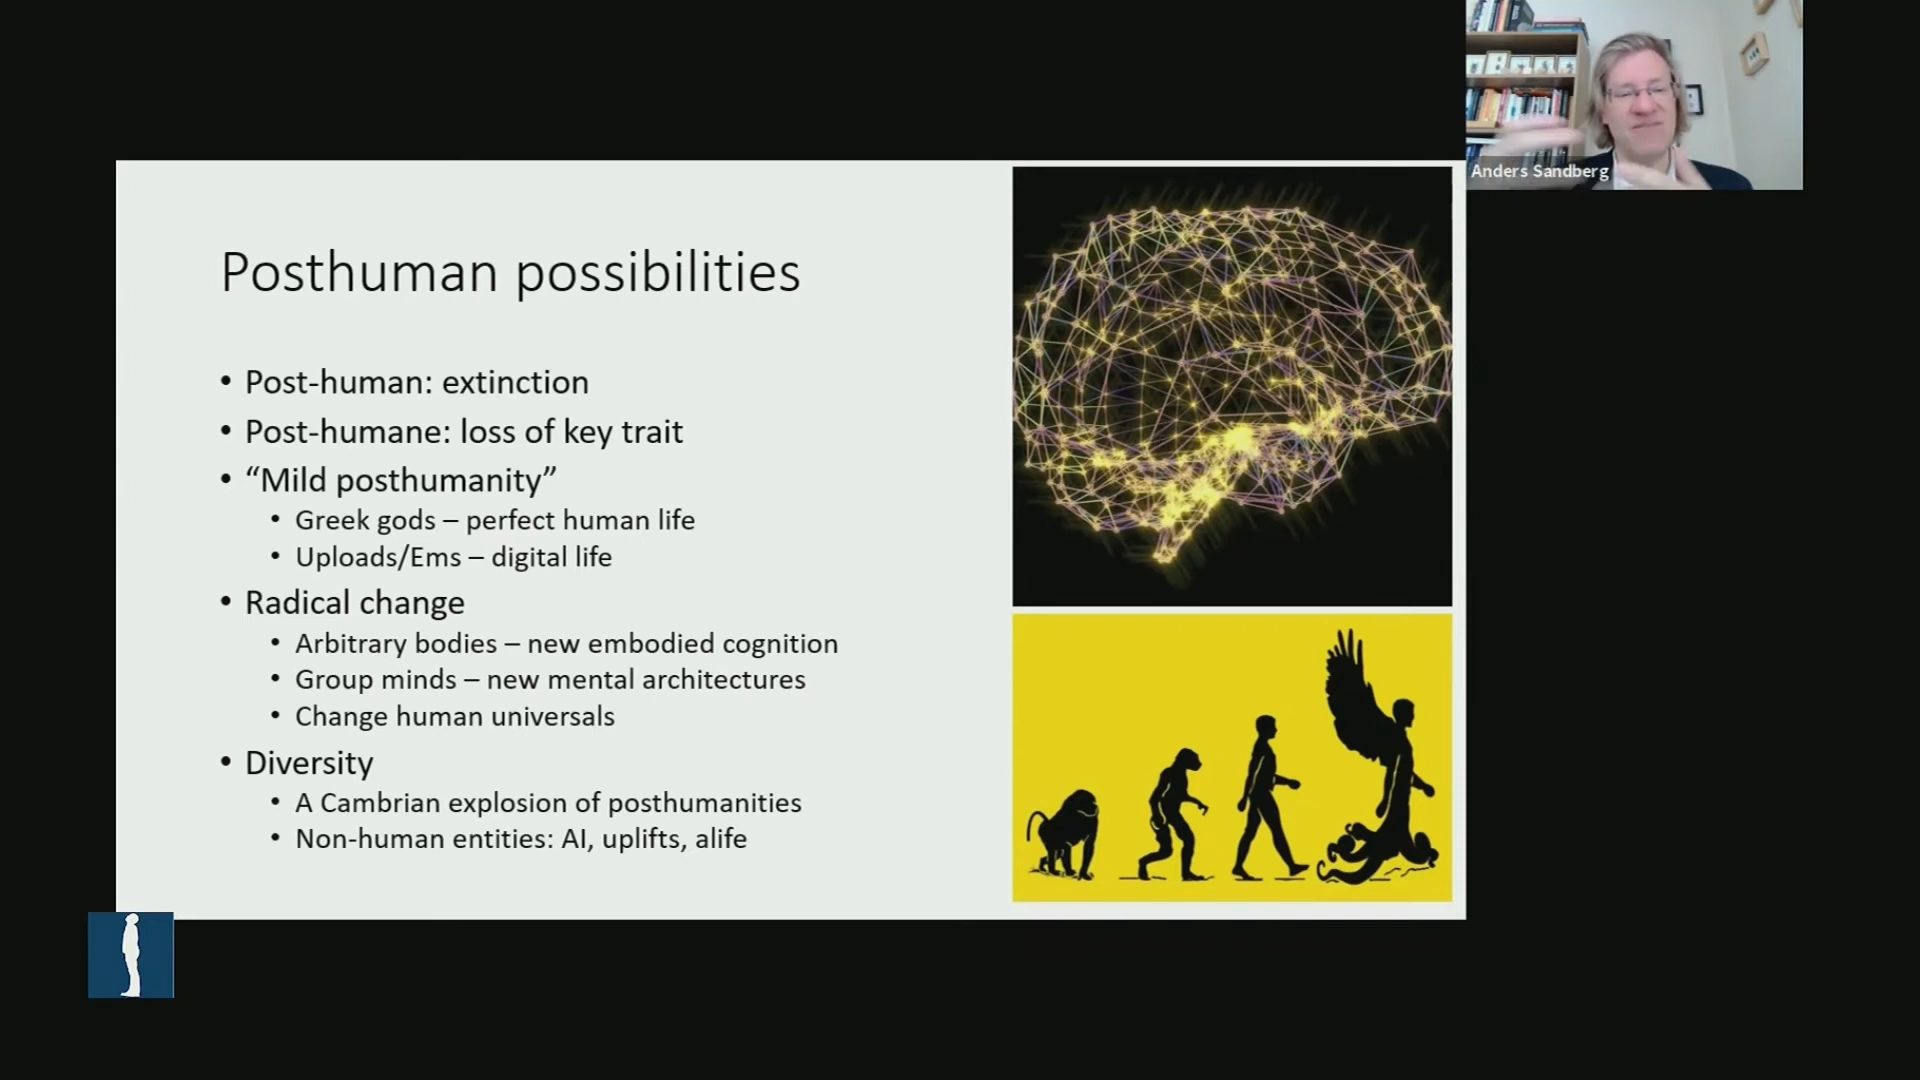 Anders Sandberg
Posthuman possibilities
• Post-human: extinction
• Post-humane: loss of key trait
• “Mild posthumanity”
• Greek gods – perfect human life
• Uploads/Ems – digital life
• Radical change
• Arbitrary bodies – new embodied cognition
• Group minds – new mental architectures
• Change human universals
• Diversity
• A Cambrian explosion of posthumanities
• Non-human entities: AI, uplifts, alife